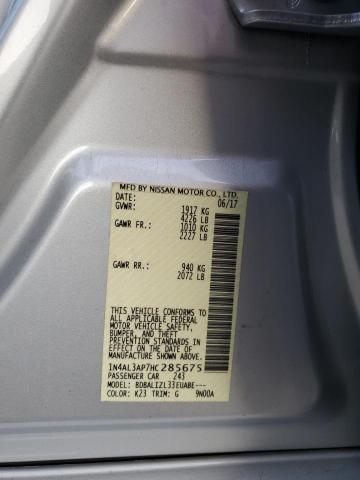 MFD BY NISSAN MOTOR CO., LTD.
DATE: 06/17
GVWR: 1917 KG
4226 LB
GAWR FR.: 1010 KG
2227 LB
GAWR RR.: 940 KG
2072 LB
THIS VEHICLE CONFORMS TO
ALL APPLICABLE FEDERAL
MOTOR VEHICLE SAFETY,
BUMPER, AND THEFT
PREVENTION STANDARDS IN
EFFECT ON THE DATE OF
MANUFACTURE SHOWN ABOVE.
1N4AL3AP7HC285675
PASSENGER CAR 243
MODEL: BDBALIZL33EUABE---
COLOR: K23 TRIM: G 9N00A